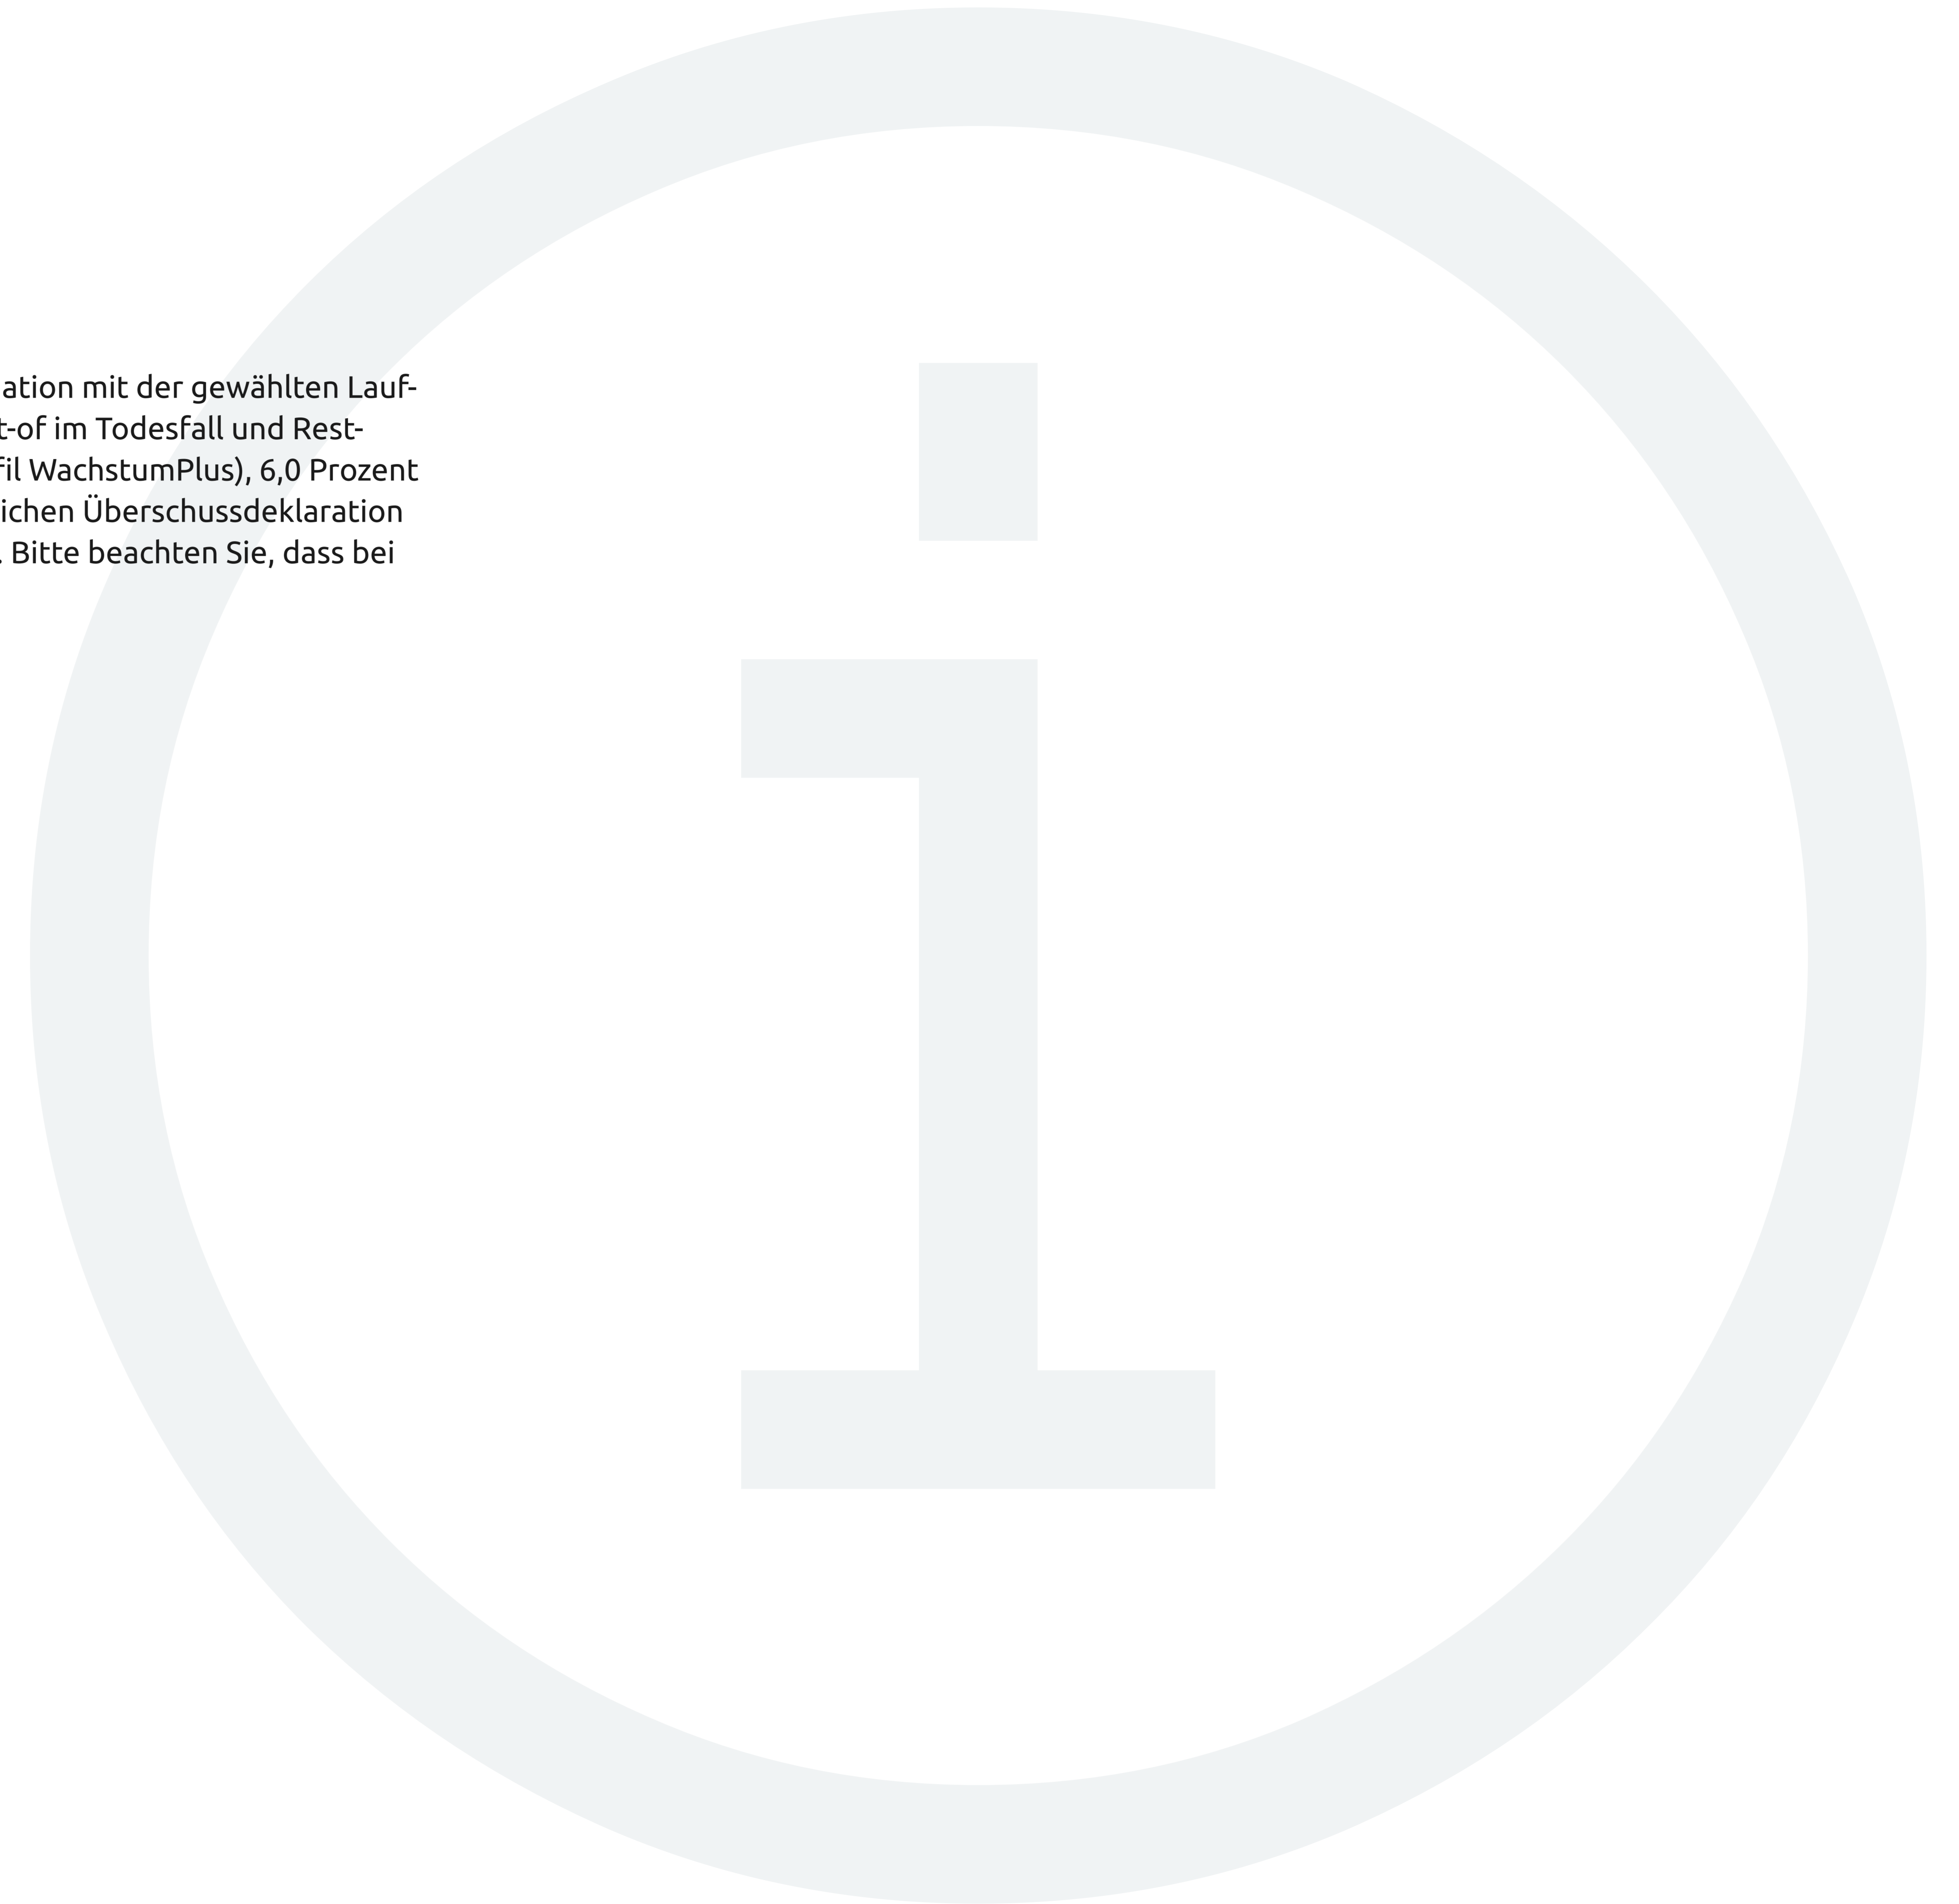 ation mit der gewählten Lauf-
t-of im Todesfall und Rest-
fil WachstumPlus), 6,0 Prozent
ichen Überschussdeklaration
. Bitte beachten Sie, dass bei